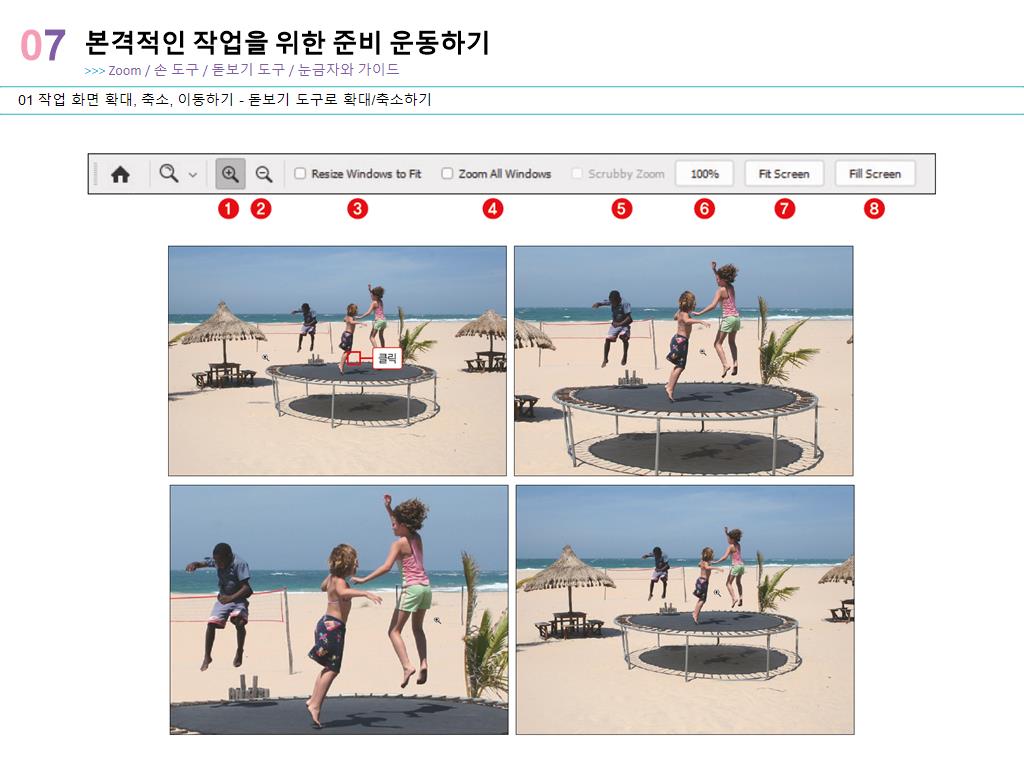 07 본격적인 작업을 위한 준비 운동하기
>>> Zoom / 손 도구 / 돋보기 도구 / 눈금자와 가이드
01 작업 화면 확대, 축소, 이동하기 - 돋보기 도구로 확대/축소하기
Resize Windows to Fit Zoom All Windows Scrubby Zoom 100% Fit Screen Fill Screen
1 2 3 4 5 6 7 8
클릭